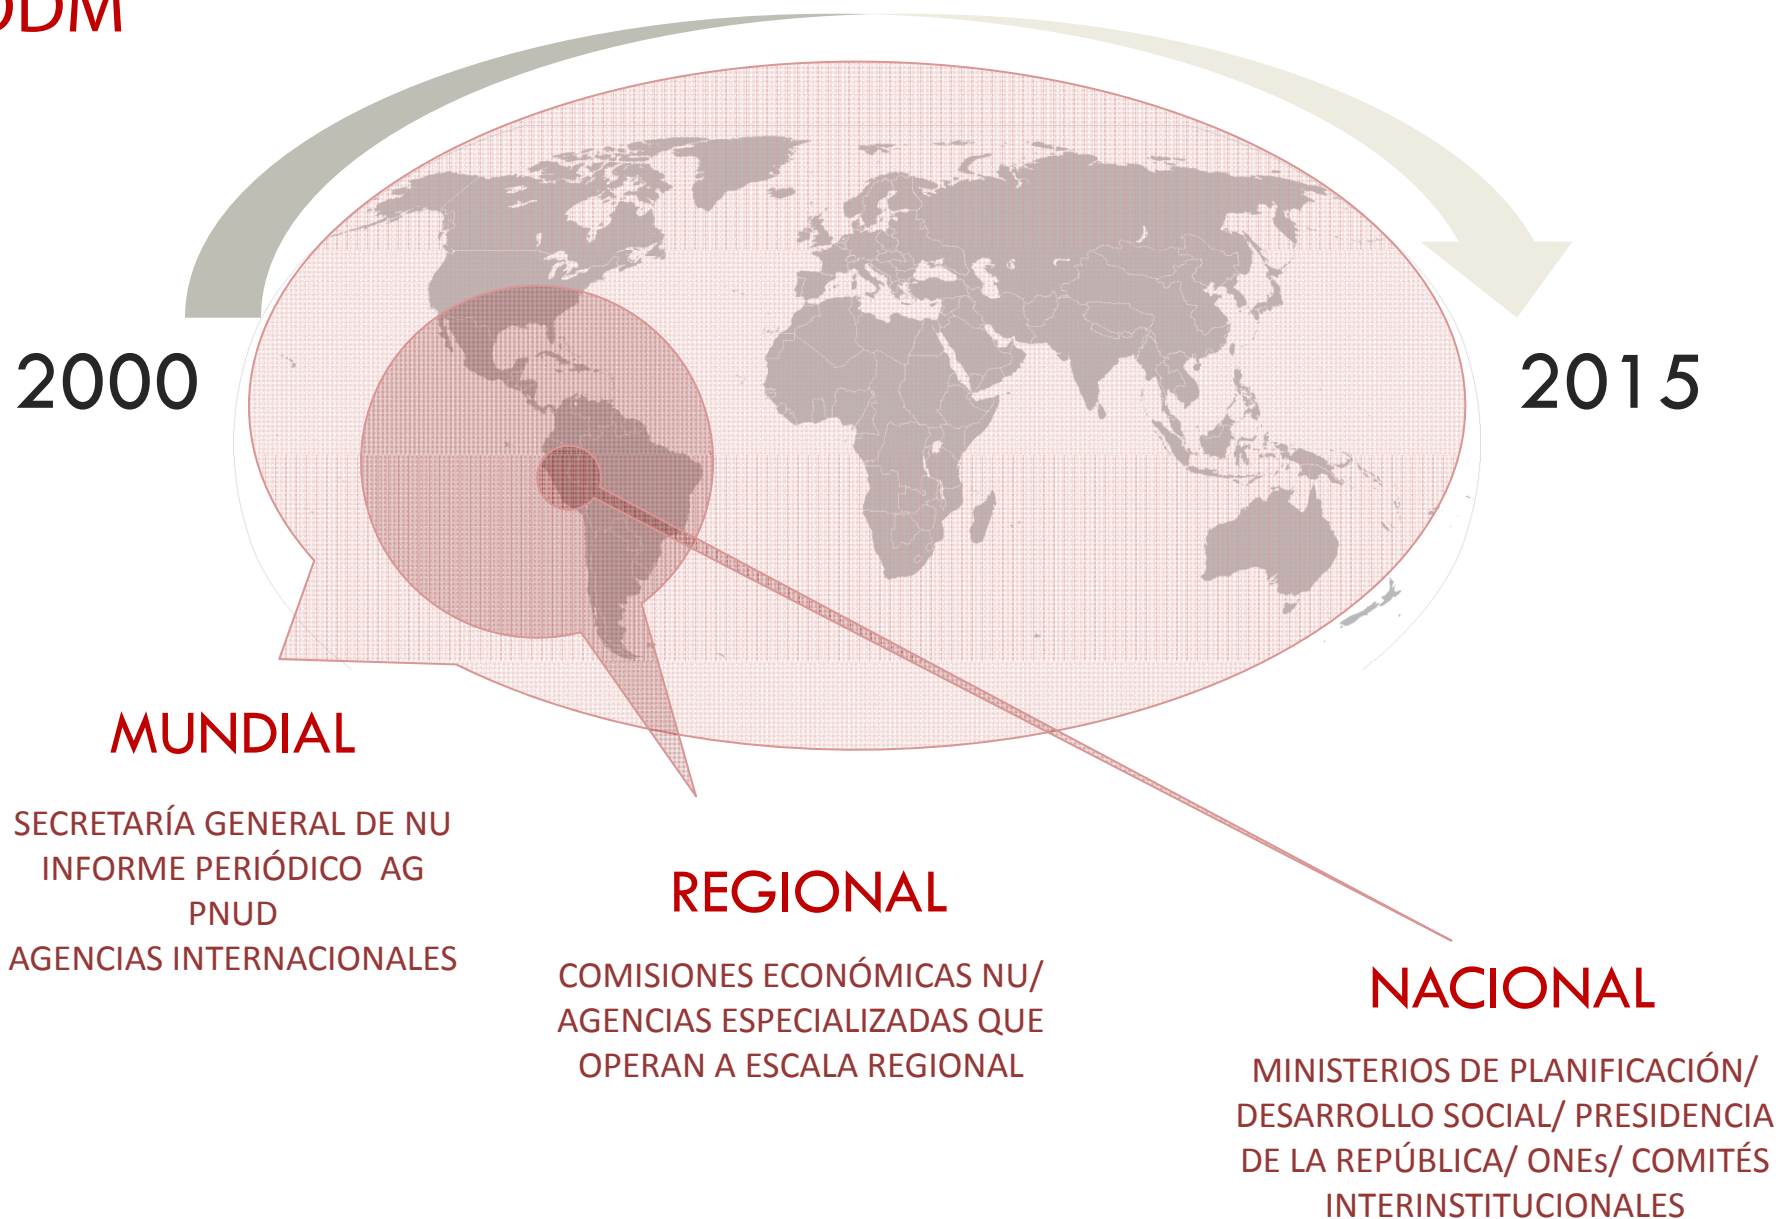 ODM
2000
2015
MUNDIAL
SECRETARÍA GENERAL DE NU
INFORME PERIÓDICO  AG
PNUD
AGENCIAS INTERNACIONALES
REGIONAL
COMISIONES ECONÓMICAS NU/
AGENCIAS ESPECIALIZADAS QUE
OPERAN A ESCALA REGIONAL
NACIONAL
MINISTERIOS DE PLANIFICACIÓN/
DESARROLLO SOCIAL/ PRESIDENCIA
DE LA REPÚBLICA/ ONEs/ COMITÉS
INTERINSTITUCIONALES